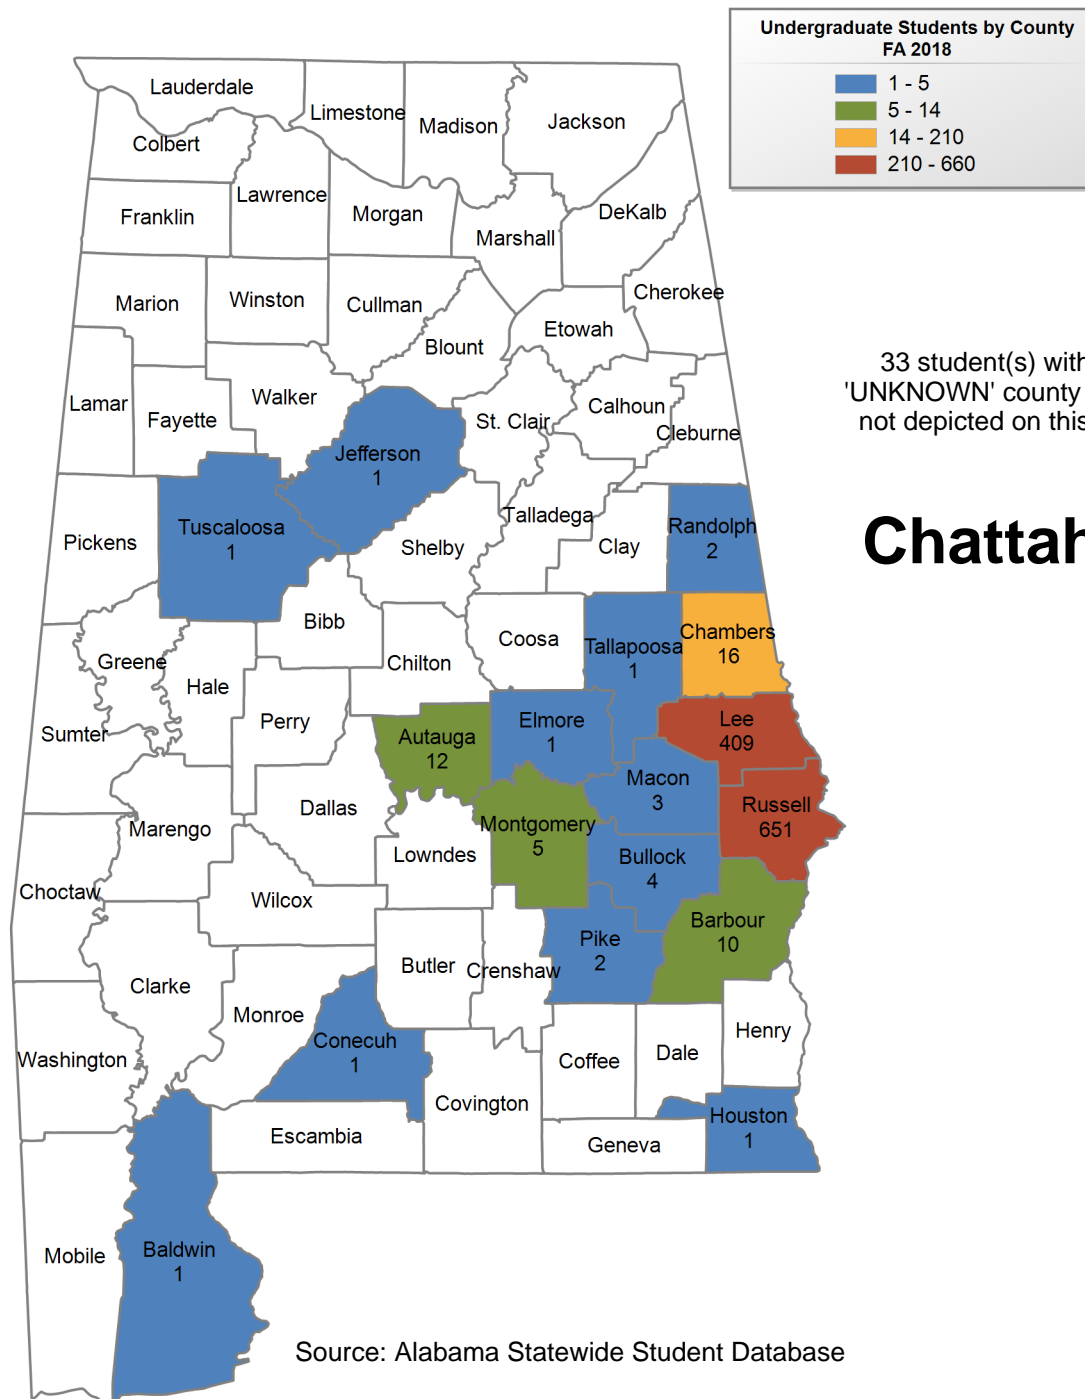 Undergraduate Students by County
FA 2018
1 - 5
5 - 14
14 - 210
210 - 660
Lauderdale
Limestone
Madison
Jackson
Colbert
Lawrence
Franklin
Morgan
DeKalb
Marshall
Marion
Winston
Cullman
Cherokee
Etowah
Blount
33 student(s) with
'UNKNOWN' county
not depicted on this
Lamar
Fayette
Walker
St. Clair
Calhoun
Cleburne
Jefferson
1
Tuscaloosa
1
Pickens
Talladega
Shelby
Clay
Randolph
2
Chattah
Bibb
Coosa
Tallapoosa
1
Chambers
16
Greene
Hale
Chilton
Perry
Sumter
Autauga
12
Elmore
1
Lee
409
Macon
3
Russell
651
Dallas
Marengo
Montgomery
5
Lowndes
Bullock
4
Choctaw
Wilcox
Barbour
10
Pike
2
Butler
Crenshaw
Clarke
Monroe
Conecuh
1
Washington
Coffee
Dale
Henry
Covington
Houston
1
Escambia
Geneva
Mobile
Baldwin
1
Source: Alabama Statewide Student Database